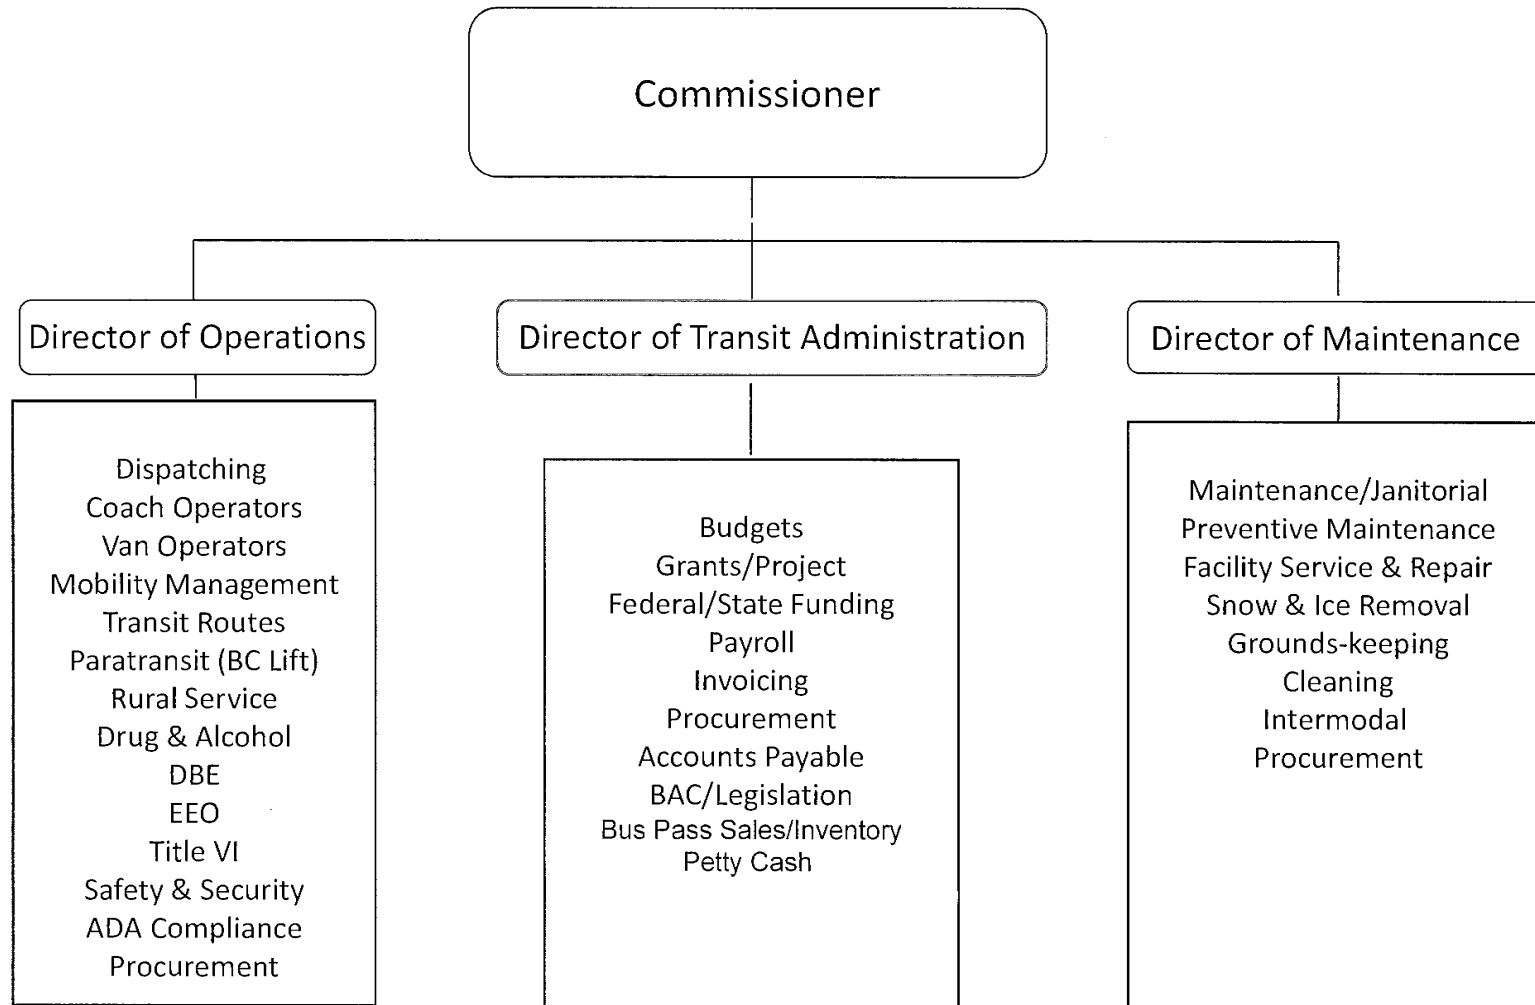 Commissioner
Director of Operations
Dispatching
Coach Operators
Van Operators
Mobility Management
Transit Routes
Paratransit (BC Lift)
Rural Service
Drug & Alcohol
DBE
EEO
Title VI
Safety & Security
ADA Compliance
Procurement
Director of Transit Administration
Budgets
Grants/Project
Federal/State Funding
Payroll
Invoicing
Procurement
Accounts Payable
BAC/Legislation
Bus Pass Sales/Inventory
Petty Cash
Director of Maintenance
Maintenance/Janitorial
Preventive Maintenance
Facility Service & Repair
Snow & Ice Removal
Grounds-keeping
Cleaning
Intermodal
Procurement